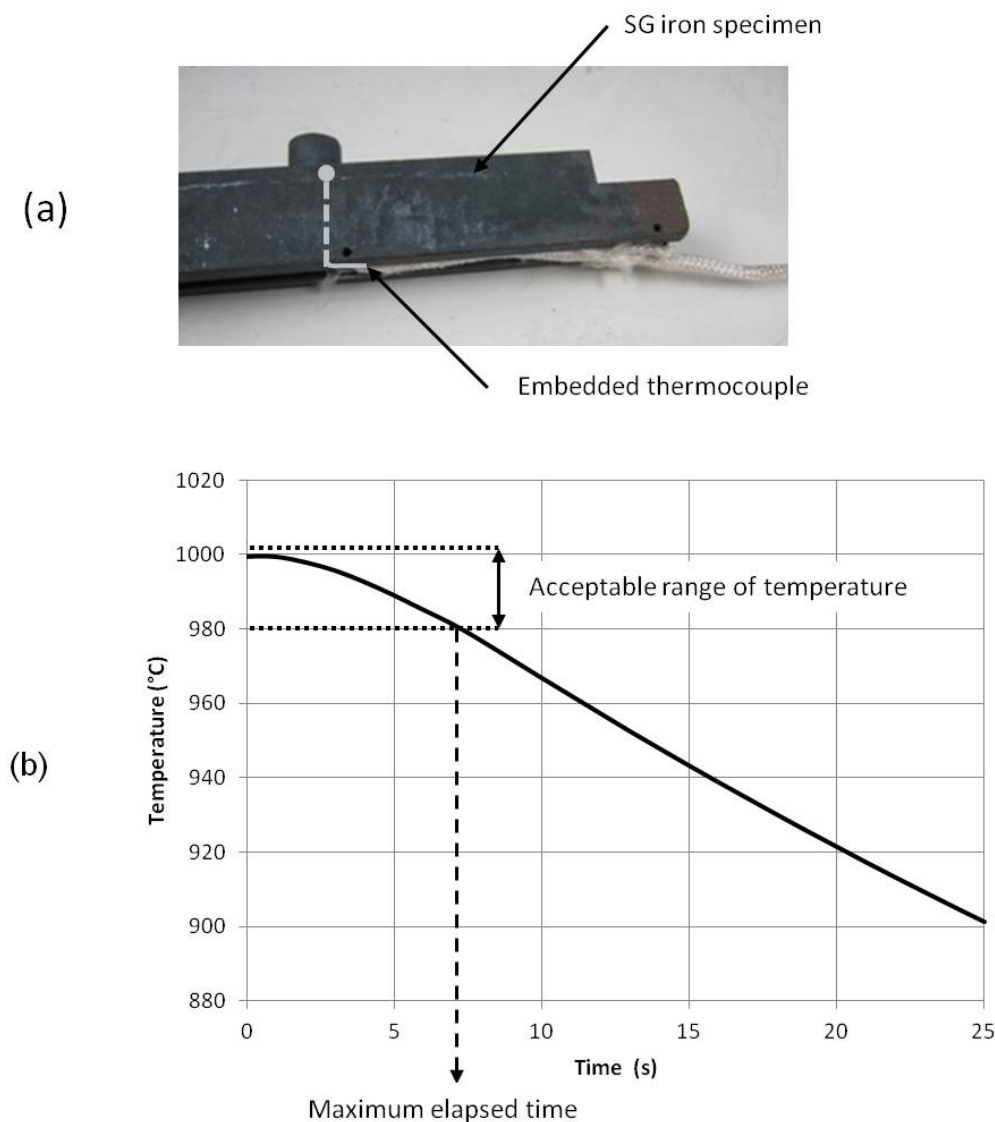 SG iron specimen
(a)
Embedded thermocouple
1020
1000
980
960
940
920
900
880
Temperature (°C)
Acceptable range of temperature
(b)
0 5 10 15 20 25
Time (s)
Maximum elapsed time